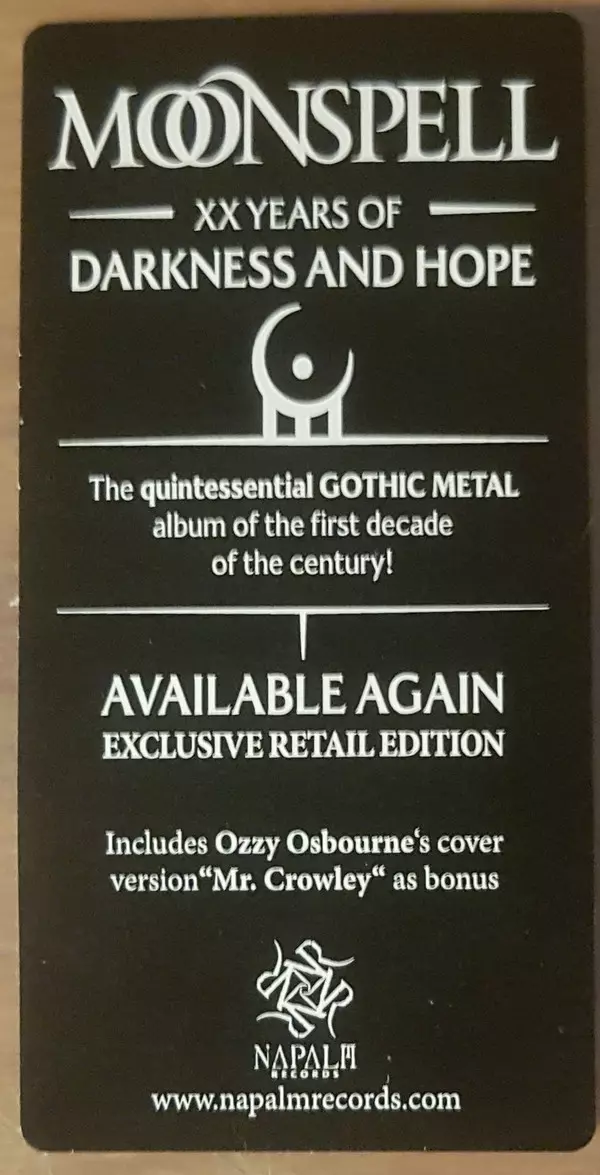 MOONSPELL
XX YEARS OF
DARKNESS AND HOPE
The quintessential GOTHIC METAL
album of the first decade
of the century!
AVAILABLE AGAIN
EXCLUSIVE RETAIL EDITION
Includes Ozzy Osbourne‘s cover
version“Mr. Crowley“ as bonus
NAPALM
RECORDS
www.napalmrecords.com